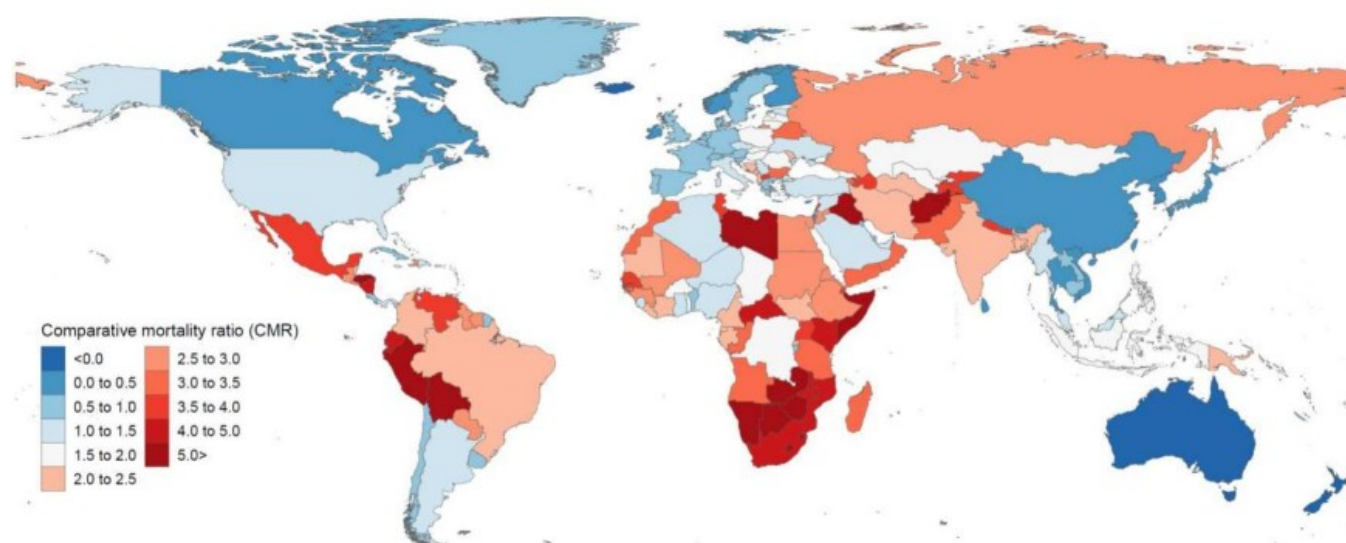 Comparative mortality ratio (CMR)
<0.0
0.0 to 0.5
0.5 to 1.0
1.0 to 1.5
1.5 to 2.0
2.0 to 2.5
2.5 to 3.0
3.0 to 3.5
3.5 to 4.0
4.0 to 5.0
5.0>